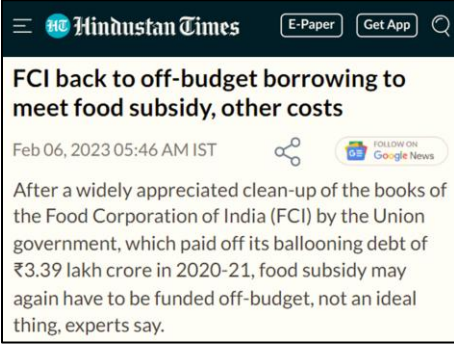 HT Hindustan Times
E-Paper
Get App
FCI back to off-budget borrowing to
meet food subsidy, other costs
Feb 06, 2023 05:46 AM IST
FOLLOW ON
Google News
After a widely appreciated clean-up of the books of
the Food Corporation of India (FCI) by the Union
government, which paid off its ballooning debt of
₹3.39 lakh crore in 2020-21, food subsidy may
again have to be funded off-budget, not an ideal
thing, experts say.